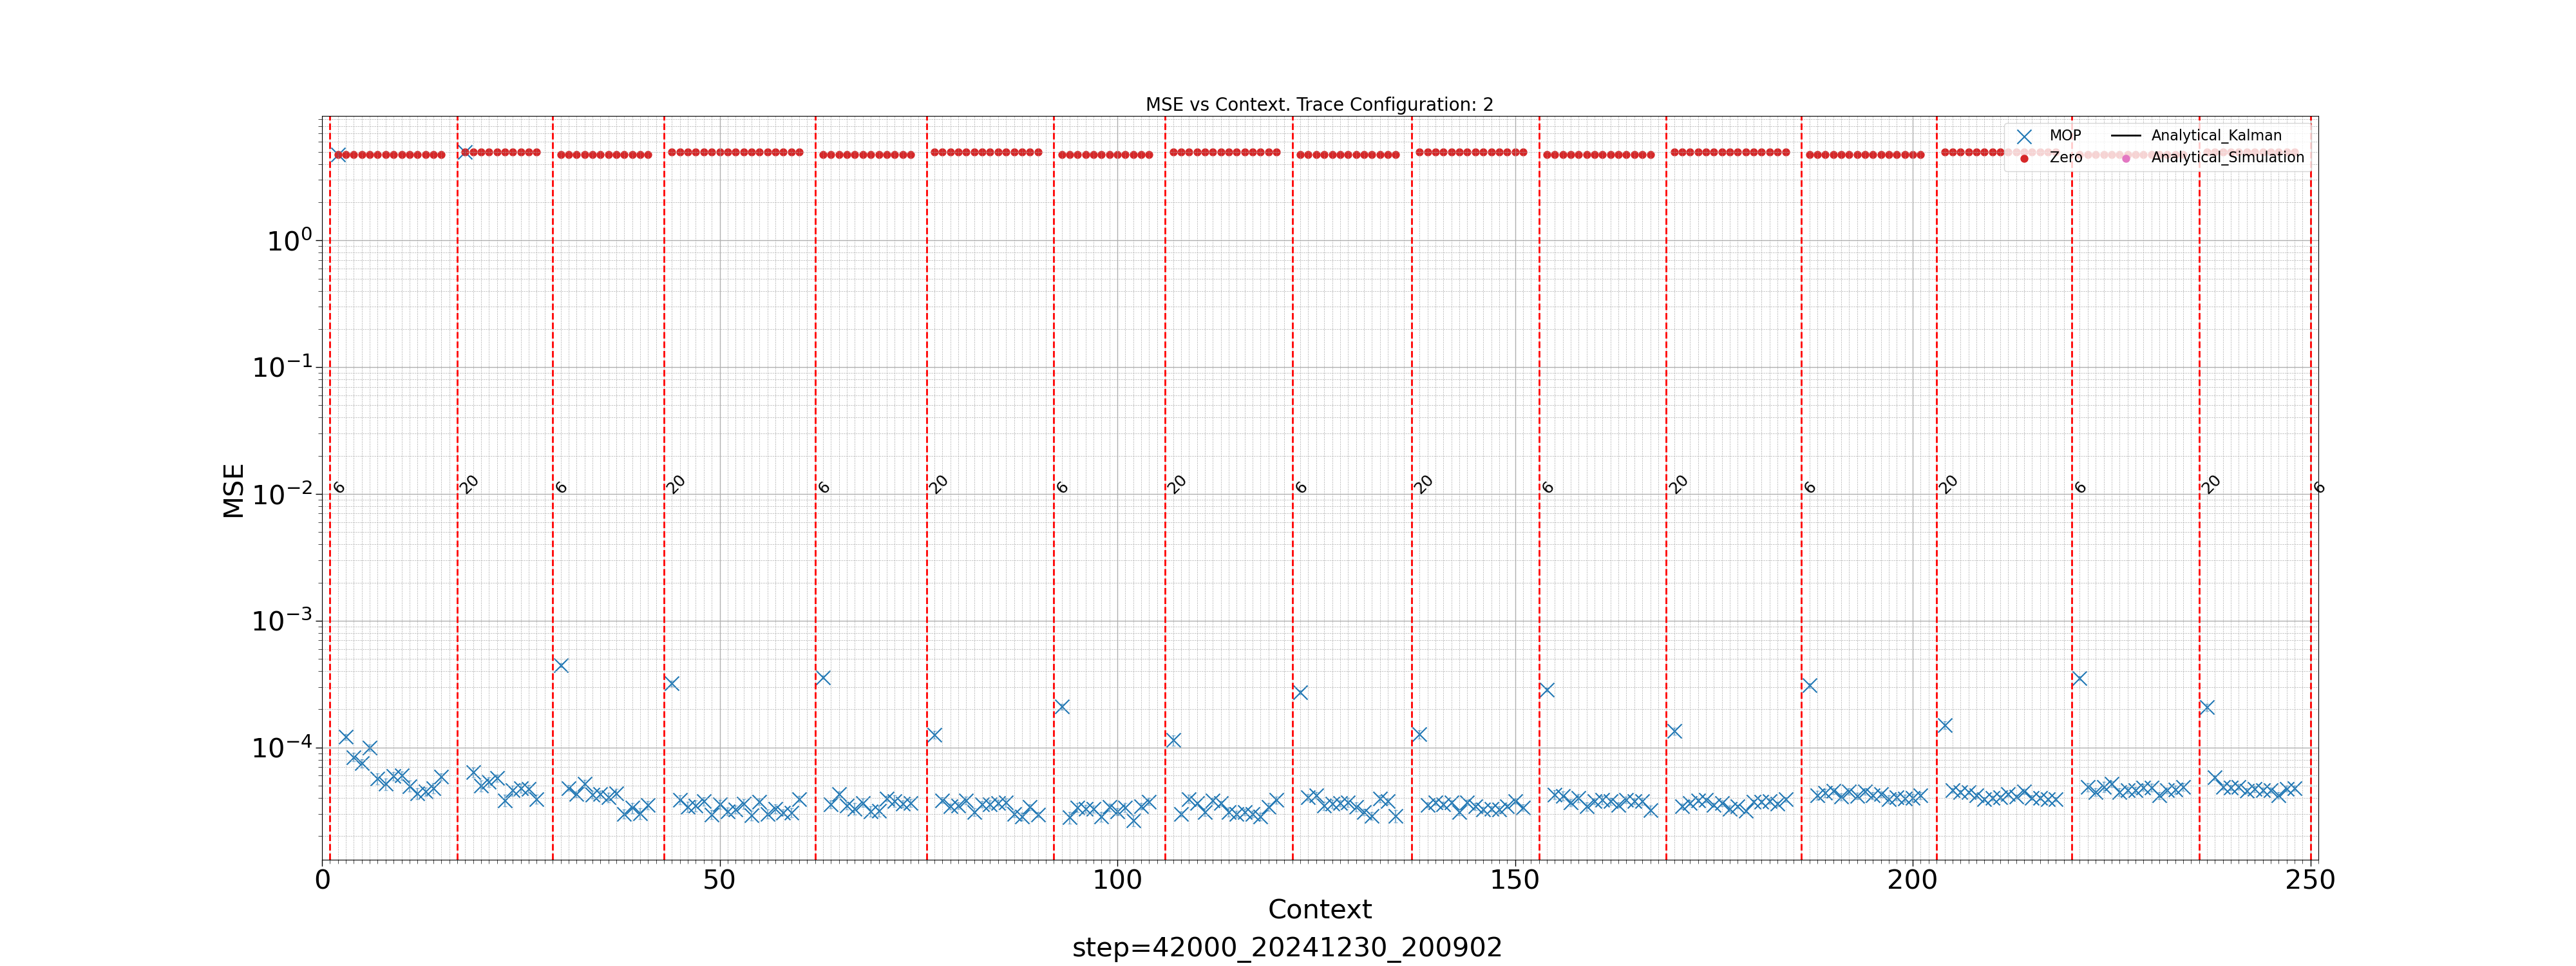 MSE vs Context. Trace Configuration: 2
MOP
Zero
Analytical_Kalman
Analytical_Simulation
10^0
10^-1
10^-2
10^-3
10^-4
MSE
6 20 6 20 6 20 6 20 6 20 6 20 6 20 6 20 6
0 50 100 150 200 250
Context
step=42000_20241230_200902